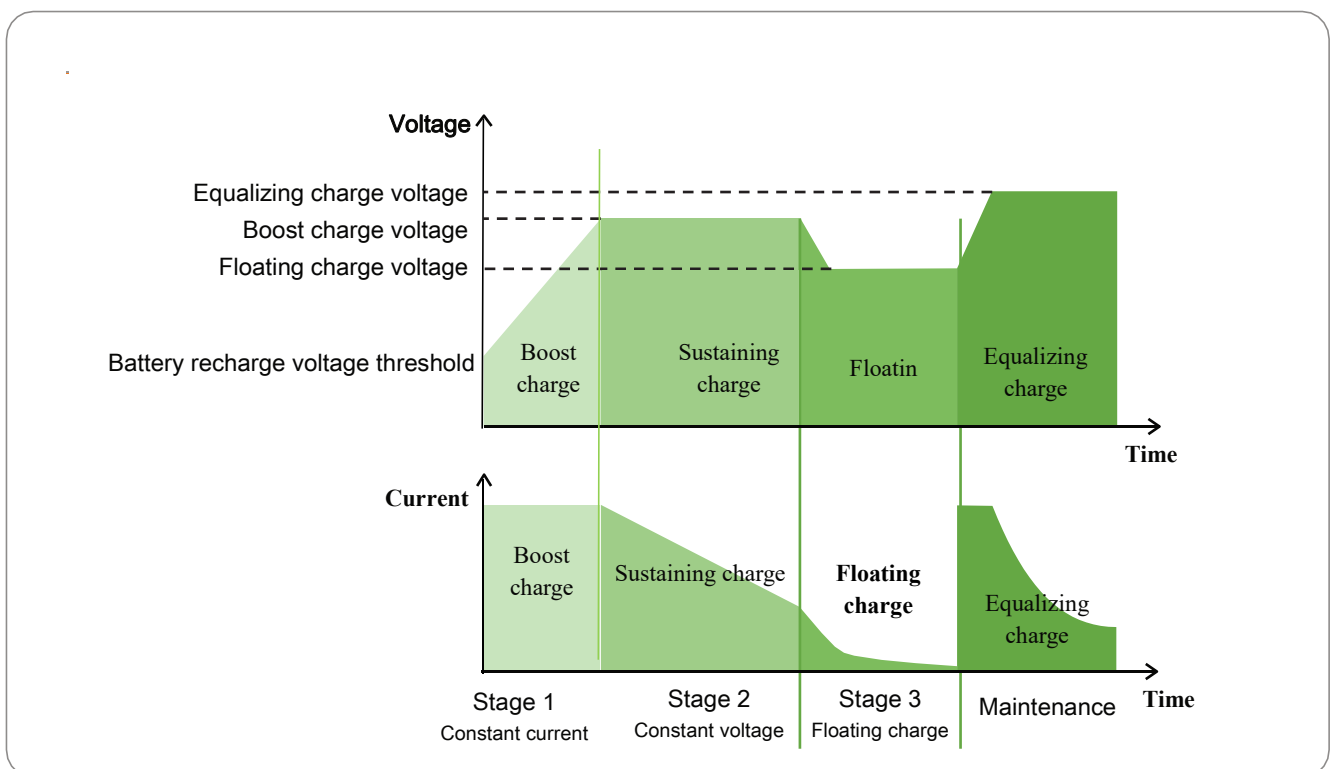 Voltage
Equalizing charge voltage
Boost charge voltage
Floating charge voltage
Battery recharge voltage threshold
Boost
charge
Sustaining
charge
Floatin
Equalizing
charge
Time
Current
Boost
charge
Sustaining charge
Floating
charge
Equalizing
charge
Time
Stage 1
Constant current
Stage 2
Constant voltage
Stage 3
Floating charge
Maintenance